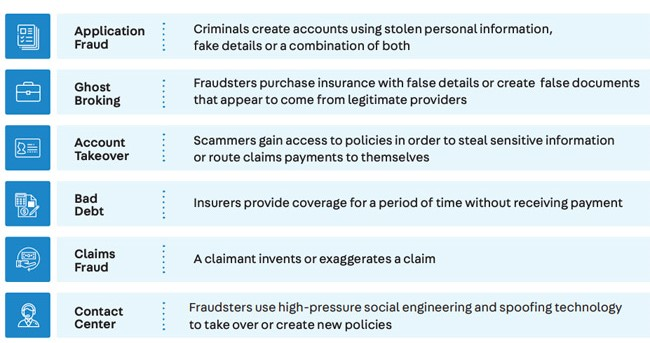 Application
Fraud
Criminals create accounts using stolen personal information,
fake details or a combination of both
Ghost
Broking
Fraudsters purchase insurance with false details or create false documents
that appear to come from legitimate providers
Account
Takeover
Scammers gain access to policies in order to steal sensitive information
or route claims payments to themselves
Bad
Debt
Insurers provide coverage for a period of time without receiving payment
Claims
Fraud
A claimant invents or exaggerates a claim
Contact
Center
Fraudsters use high-pressure social engineering and spoofing technology
to take over or create new policies